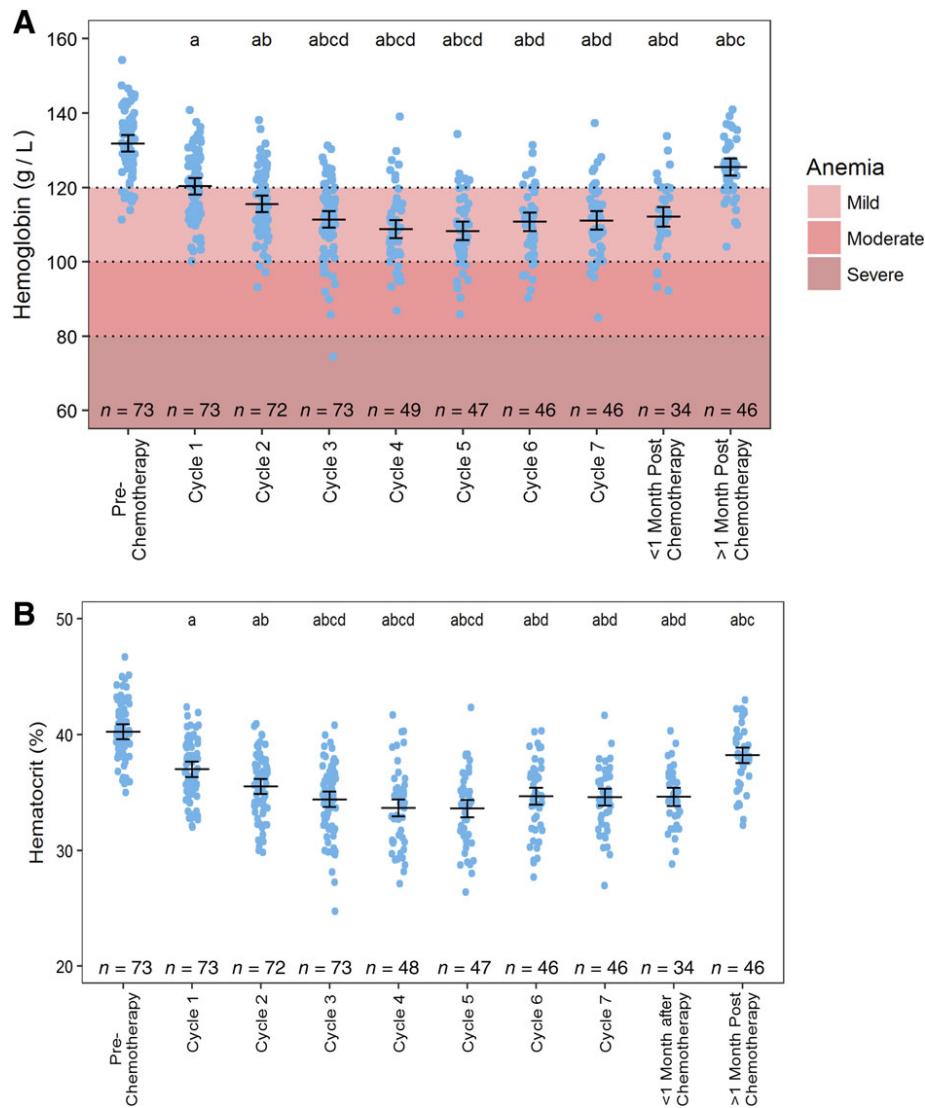 A
160
140
120
100
80
60
Hemoglobin (g / L)
a ab abcd abcd abcd abd abd abd abc
n = 73 n = 73 n = 72 n = 73 n = 49 n = 47 n = 46 n = 46 n = 34 n = 46
Pre-
Chemotherapy
Cycle 1
Cycle 2
Cycle 3
Cycle 4
Cycle 5
Cycle 6
Cycle 7
<1 Month Post
Chemotherapy
>1 Month Post
Chemotherapy
Anemia
Mild
Moderate
Severe
B
50
40
30
20
Hematocrit (%)
a ab abcd abcd abcd abd abd abd abc
n = 73 n = 73 n = 72 n = 73 n = 48 n = 47 n = 46 n = 46 n = 34 n = 46
Pre-
Chemotherapy
Cycle 1
Cycle 2
Cycle 3
Cycle 4
Cycle 5
Cycle 6
Cycle 7
<1 Month after
Chemotherapy
>1 Month Post
Chemotherapy